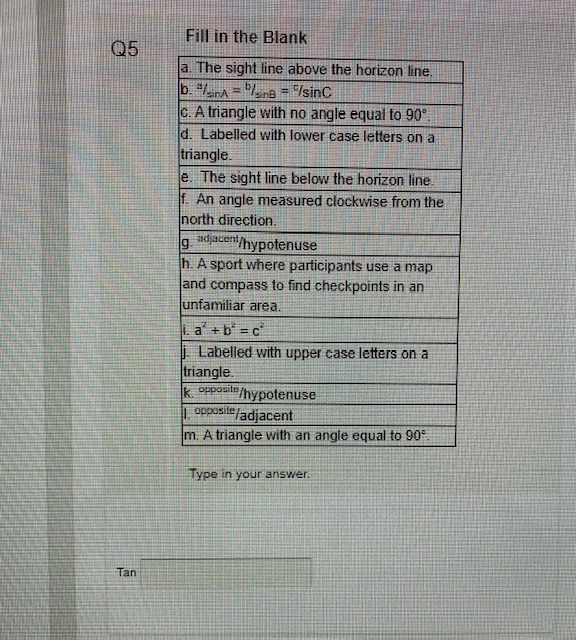 Q5
Fill in the Blank
a. The sight line above the horizon line.
b. a/sinA = b/sinB = c/sinC
c. A triangle with no angle equal to 90°.
d. Labelled with lower case letters on a
triangle.
e. The sight line below the horizon line.
f. An angle measured clockwise from the
north direction.
g. adjacent/hypotenuse
h. A sport where participants use a map
and compass to find checkpoints in an
unfamiliar area.
i. a² + b² = c²
j. Labelled with upper case letters on a
triangle.
k. opposite/hypotenuse
l. opposite/adjacent
m. A triangle with an angle equal to 90°.
Type in your answer.
Tan